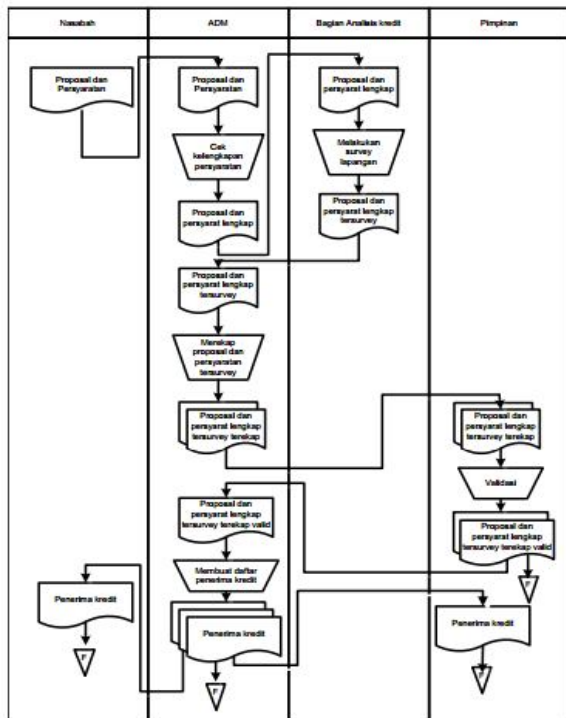 Nasabah
ADM
Bagian Analisis kredit
Pimpinan
Proposal dan
Persyaratan
Proposal dan
Persyaratan
Proposal dan
persyarat lengkap
Cek
kelengkapan
persyaratan
Melakukan
survey
lapangan
Proposal dan
persyarat lengkap
Proposal dan
persyarat lengkap
tersurvey
Proposal dan
persyarat lengkap
tersurvey
Merekap
proposal dan
persyaratan
tersurvey
Proposal dan
persyarat lengkap
tersurvey terekap
Proposal dan
persyarat lengkap
tersurvey terekap
Validasi
Proposal dan
persyarat lengkap
tersurvey terekap valid
Proposal dan
persyarat lengkap
tersurvey terekap valid
F
Membuat daftar
penerima kredit
Penerima kredit
Penerima kredit
Penerima kredit
F
F
F